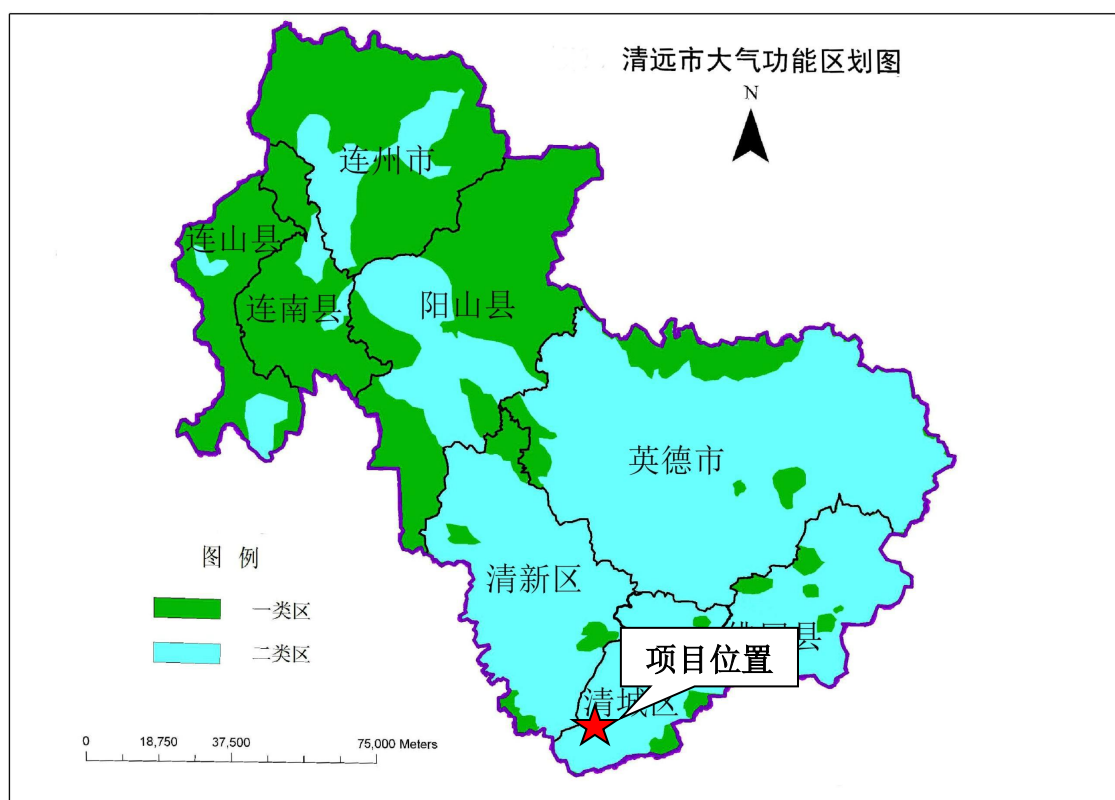 清远市大气功能区划图
N
连州市
连山县
连南县
阳山县
英德市
清新区
县
项目位置
清城区
图 例
一类区
二类区
0 18,750 37,500 75,000 Meters